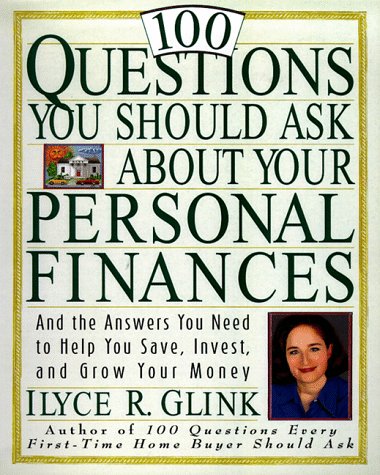 100
QUESTIONS
YOU SHOULD ASK
ABOUT YOUR
PERSONAL
FINANCES
And the Answers You Need
to Help You Save, Invest,
and Grow Your Money
ILYCE R. GLINK
Author of 100 Questions Every
First-Time Home Buyer Should Ask